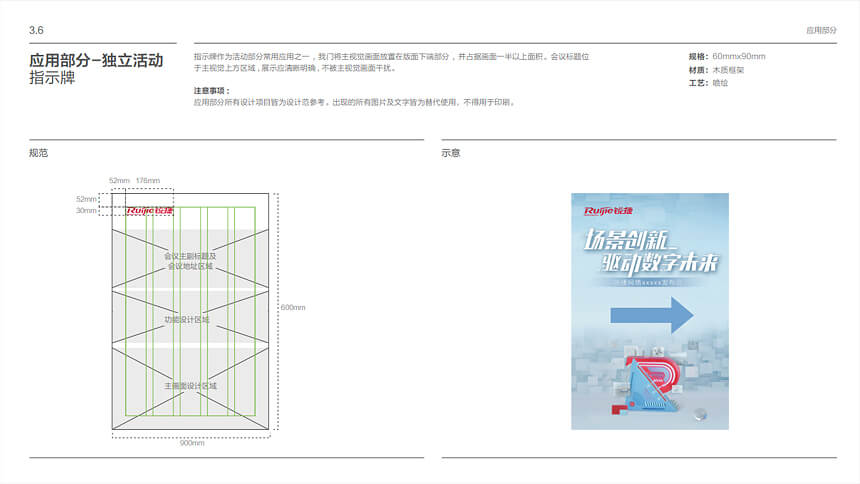 3.6
应用部分
应用部分-独立活动
指示牌
指示牌作为活动部分常用应用之一，我们将主视觉画面放置在版面下端部分，并占据画面一半以上面积。会议标题位
于主视觉上方区域，展示应清晰明确，不被主视觉画面干扰。
注意事项：
应用部分所有设计项目皆为设计范参考。出现的所有图片及文字皆为替代使用，不得用于印刷。
规格：60mmx90mm
材质：木质框架
工艺：喷绘
规范
示意
52mm 176mm
52mm
30mm
Ruijie锐捷
会议主副标题及
会议地址区域
功能设计区域
主画面设计区域
600mm
900mm
Ruijie锐捷
场景创新
驱动数字未来